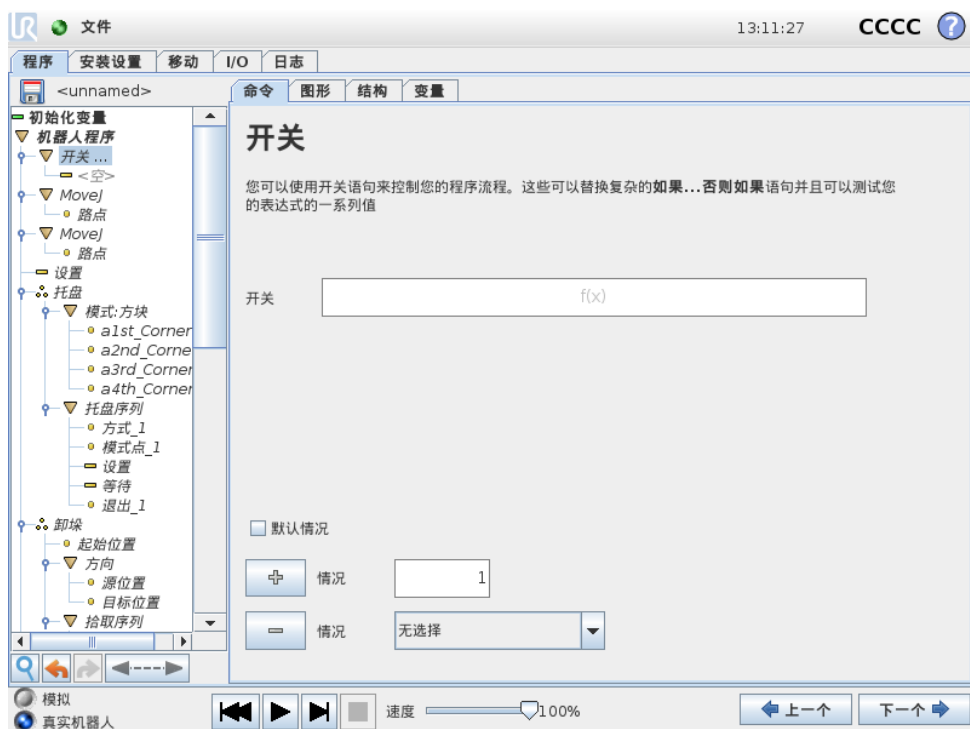 UR 文件 13:11:27 CCCC ?
程序 安装设置 移动 I/O 日志
<unnamed>
命令 图形 结构 变量
初始化变量
机器人程序
开关 ...
<空>
MoveJ
路点
MoveJ
路点
设置
托盘
模式:方块
a1st_Corner
a2nd_Corne
a3rd_Corner
a4th_Corner
托盘序列
方式_1
模式点_1
设置
等待
退出_1
卸垛
起始位置
方向
源位置
目标位置
拾取序列
开关
您可以使用开关语句来控制您的程序流程。这些可以替换复杂的如果...否则如果语句并且可以测试您
的表达式的一系列值
开关 f(x)
默认情况
情况 1
情况 无选择
模拟
真实机器人
速度 100%
上一个 下一个